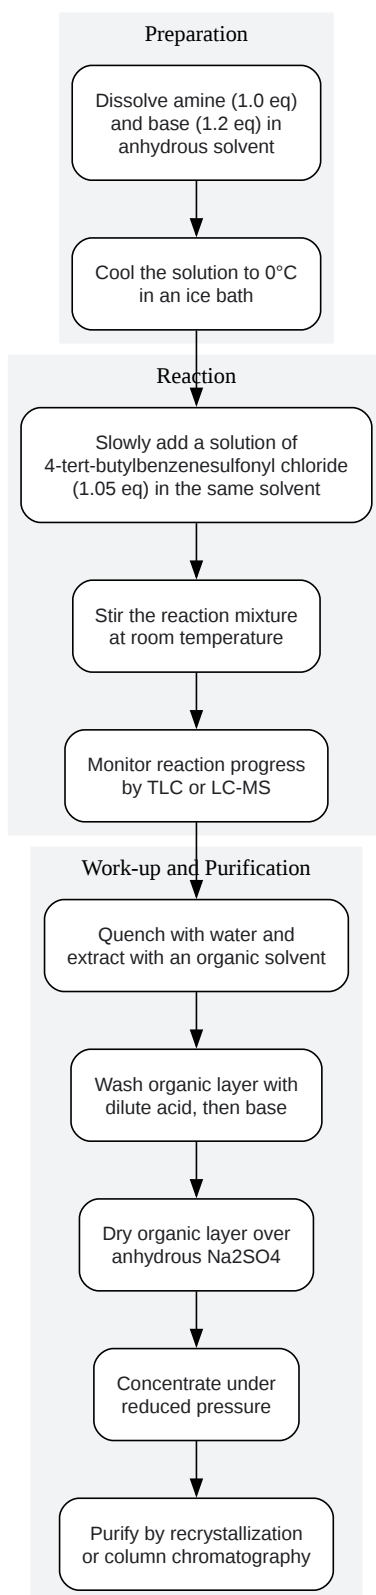 Preparation
Dissolve amine (1.0 eq)
and base (1.2 eq) in
anhydrous solvent
Cool the solution to 0°C
in an ice bath
Reaction
Slowly add a solution of
4-tert-butylbenzenesulfonyl chloride
(1.05 eq) in the same solvent
Stir the reaction mixture
at room temperature
Monitor reaction progress
by TLC or LC-MS
Work-up and Purification
Quench with water and
extract with an organic solvent
Wash organic layer with
dilute acid, then base
Dry organic layer over
anhydrous Na2SO4
Concentrate under
reduced pressure
Purify by recrystallization
or column chromatography